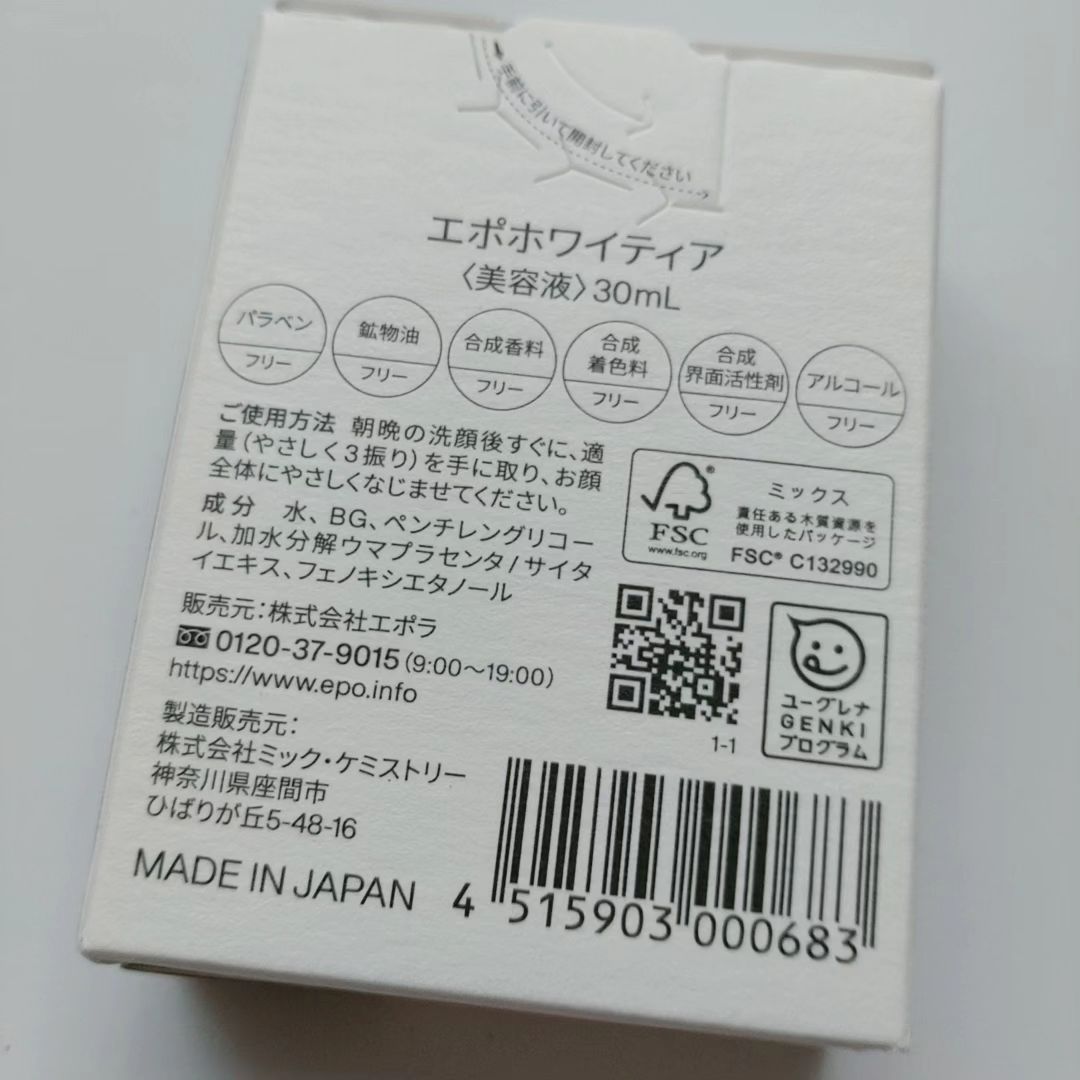 手前に引いて開封してください
エポホワイティア
〈美容液〉30mL
パラベン
フリー
鉱物油
フリー
合成香料
フリー
合成
着色料
フリー
合成
界面活性剤
フリー
アルコール
フリー
ご使用方法 朝晩の洗顔後すぐに、適
量(やさしく3振り)を手に取り、お顔
全体にやさしくなじませてください。
成分 水、BG、ペンチレングリコー
ル、加水分解ウマプラセンタ/サイタ
イエキス、フェノキシエタノール
販売元:株式会社エポラ
0120-37-9015(9:00〜19:00)
https://www.epo.info
製造販売元:
株式会社ミック・ケミストリー
神奈川県座間市
ひばりが丘5-48-16
MADE IN JAPAN
FSC®
www.fsc.org
ミックス
責任ある木質資源を
使用したパッケージ
FSC® C132990
1-1
ユーグレナ
GENKI
プログラム
4 515903 000683